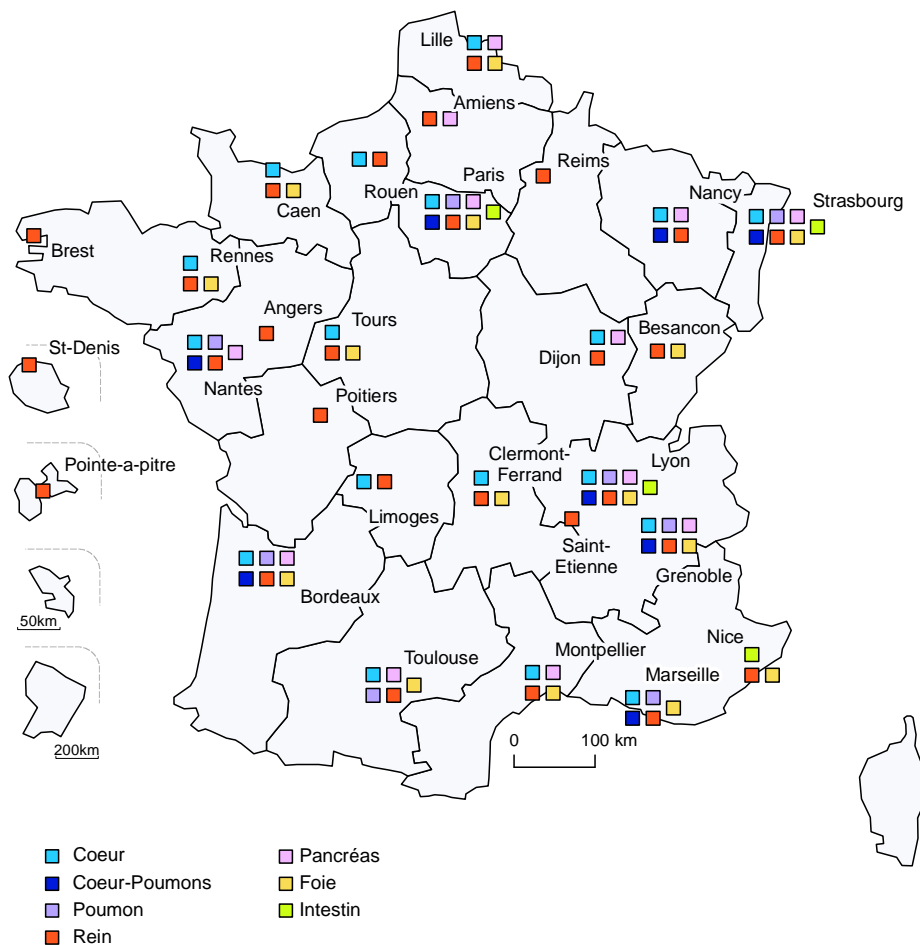 Lille
Amiens
Reims
Paris
Rouen
Caen
Nancy
Strasbourg
Brest
Rennes
Angers
Tours
Besancon
Dijon
St-Denis
Nantes
Poitiers
Pointe-a-pitre
Clermont-
Ferrand
Lyon
Limoges
Saint-
Etienne
Grenoble
Bordeaux
50km
Nice
Montpellier
Toulouse
Marseille
0 100 km
200km
Coeur
Coeur-Poumons
Poumon
Rein
Pancréas
Foie
Intestin